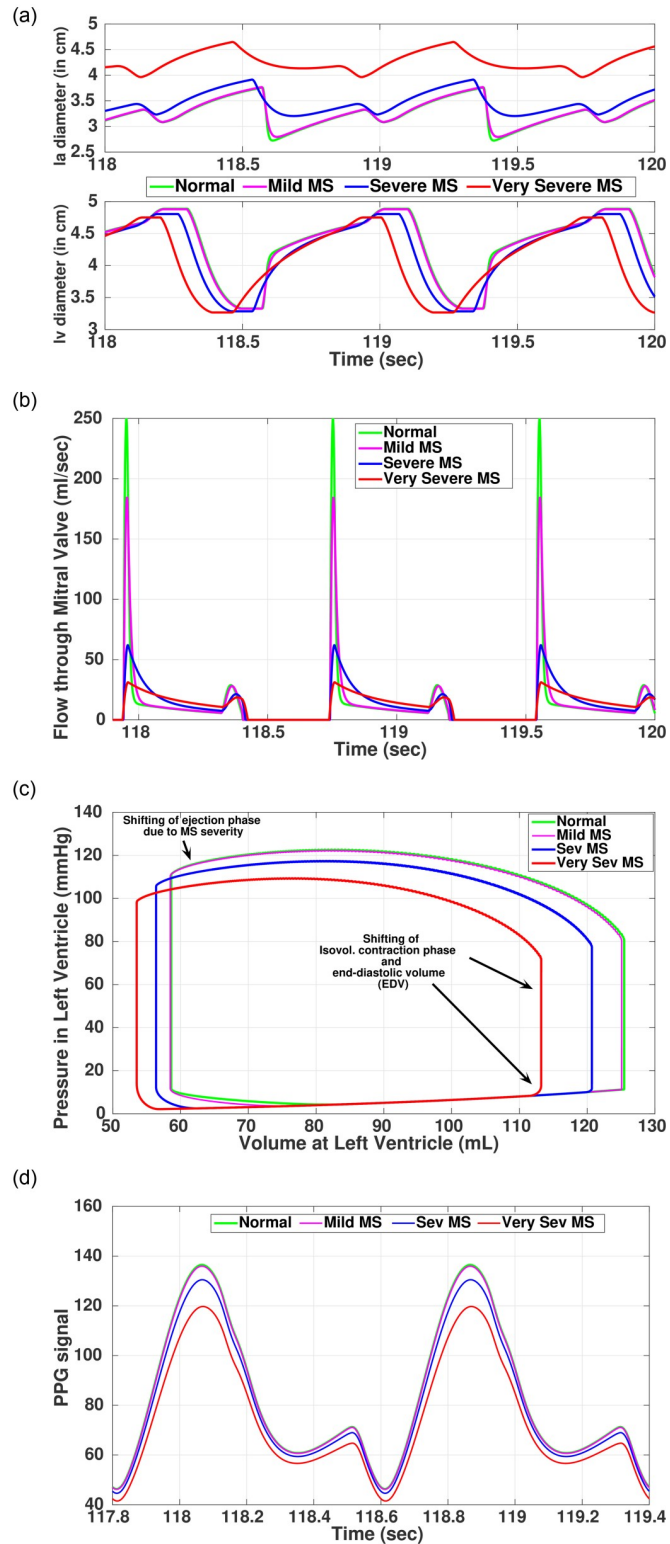 (a)
la diameter (in cm)
5
4.5
4
3.5
3
2.5
118
118.5
119
119.5
120
Normal
Mild MS
Severe MS
Very Severe MS
lv diameter (in cm)
5
4.5
4
3.5
3
118
118.5
119
119.5
120
Time (sec)
(b)
Flow through Mitral Valve (ml/sec)
250
200
150
100
50
0
Normal
Mild MS
Severe MS
Very Severe MS
118
118.5
119
119.5
120
Time (sec)
(c)
Pressure in Left Ventricle (mmHg)
140
120
100
80
60
40
20
0
Shifting of ejection phase
due to MS severity
Normal
Mild MS
Sev MS
Very Sev MS
Shifting of
Isovol. contraction phase
and
end-diastolic volume
(EDV)
50
60
70
80
90
100
110
120
130
Volume at Left Ventricle (mL)
(d)
PPG signal
160
140
120
100
80
60
40
Normal
Mild MS
Sev MS
Very Sev MS
117.8
118
118.2
118.4
118.6
118.8
119
119.2
119.4
Time (sec)